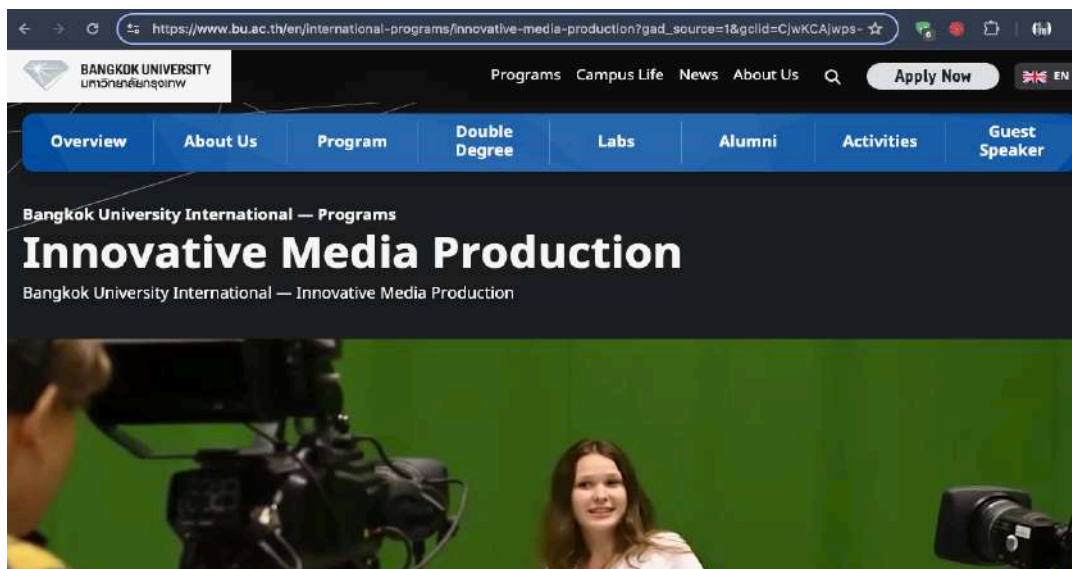 https://www.bu.ac.th/en/international-programs/innovative-media-production?gad_source=1&gclid=CjwKCAjwps-
BANGKOK UNIVERSITY
มหาวิทยาลัยกรุงเทพ
Programs Campus Life News About Us Apply Now EN
Overview About Us Program Double Degree Labs Alumni Activities Guest Speaker
Bangkok University International — Programs
Innovative Media Production
Bangkok University International — Innovative Media Production